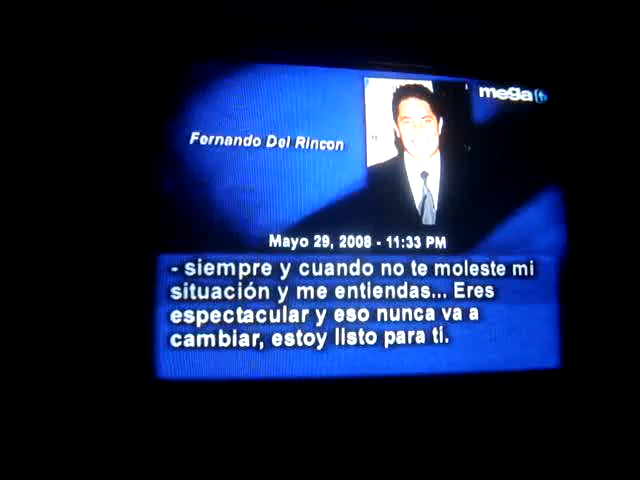 mega tv
Fernando Del Rincon
Mayo 29, 2008 - 11:33 PM
- siempre y cuando no te moleste mi
situación y me entiendas... Eres
espectacular y eso nunca va a
cambiar, estoy listo para tí.